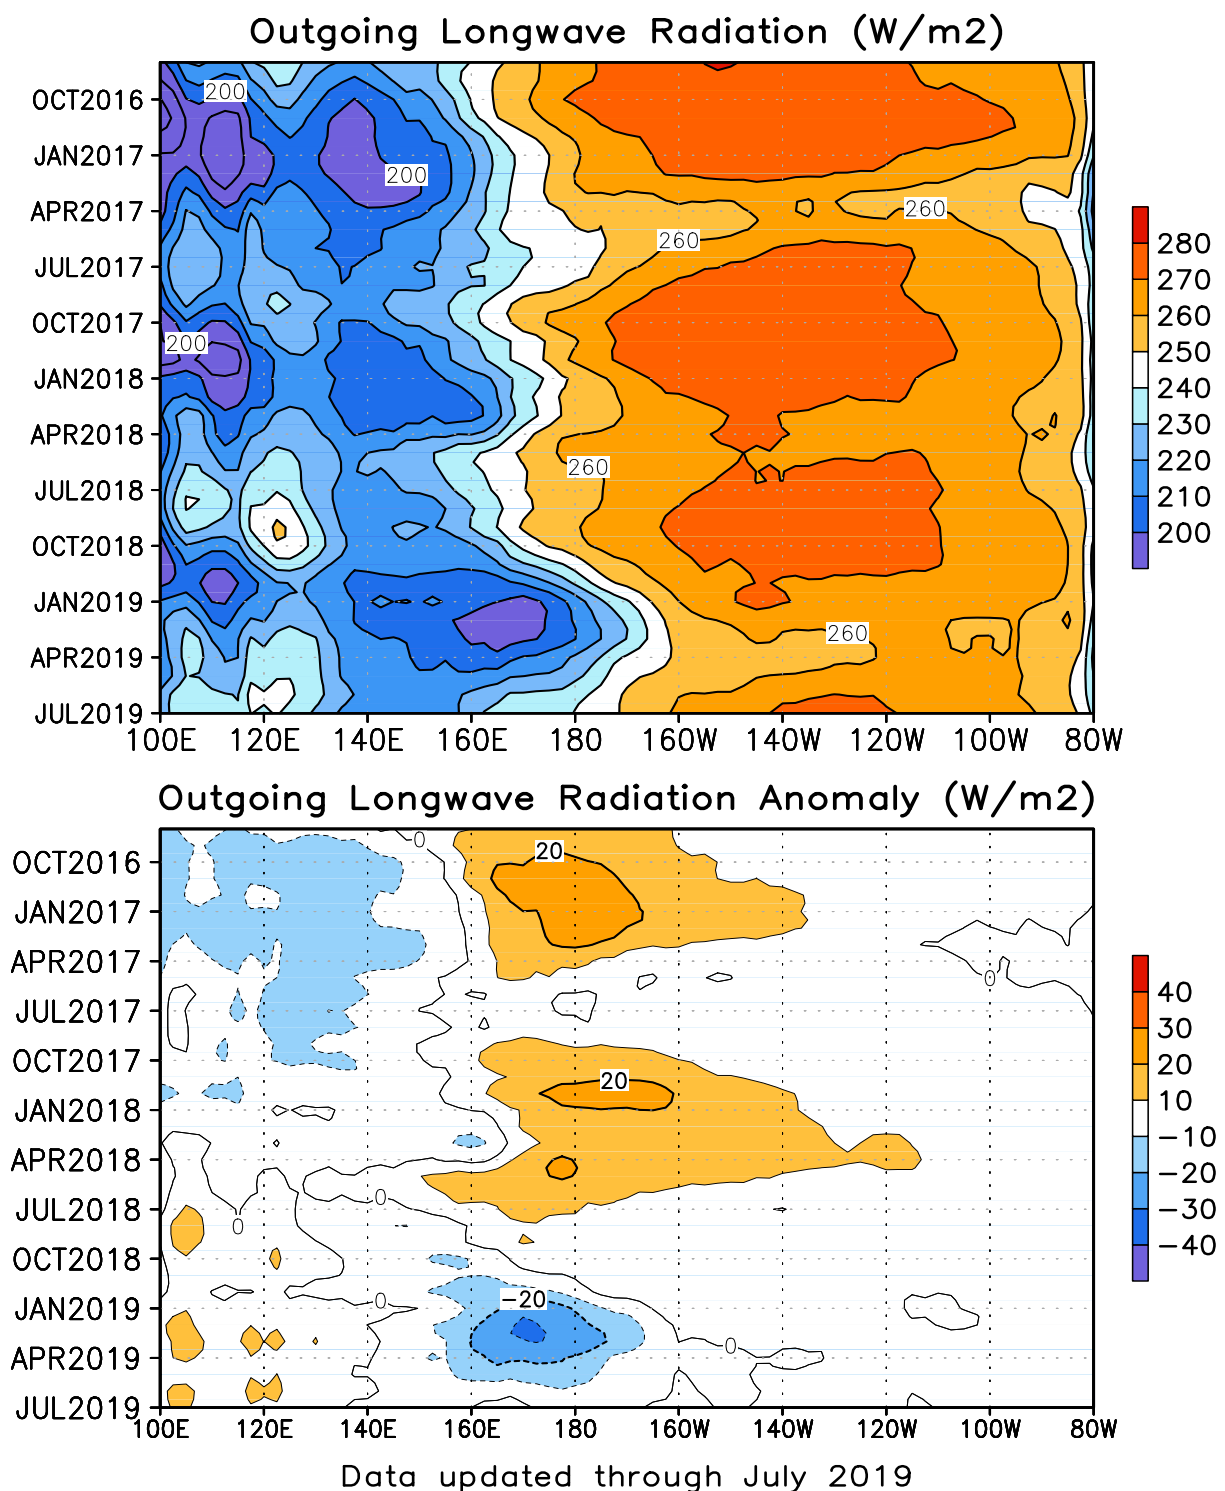 Outgoing Longwave Radiation (W/m2)
OCT2016
JAN2017
APR2017
JUL2017
OCT2017
JAN2018
APR2018
JUL2018
OCT2018
JAN2019
APR2019
JUL2019
200
200
260
260
200
260
260
100E 120E 140E 160E 180 160W 140W 120W 100W 80W
280
270
260
250
240
230
220
210
200
Outgoing Longwave Radiation Anomaly (W/m2)
OCT2016
JAN2017
APR2017
JUL2017
OCT2017
JAN2018
APR2018
JUL2018
OCT2018
JAN2019
APR2019
JUL2019
0
20
0
20
0
0
0
-20
0
100E 120E 140E 160E 180 160W 140W 120W 100W 80W
40
30
20
10
-10
-20
-30
-40
Data updated through July 2019